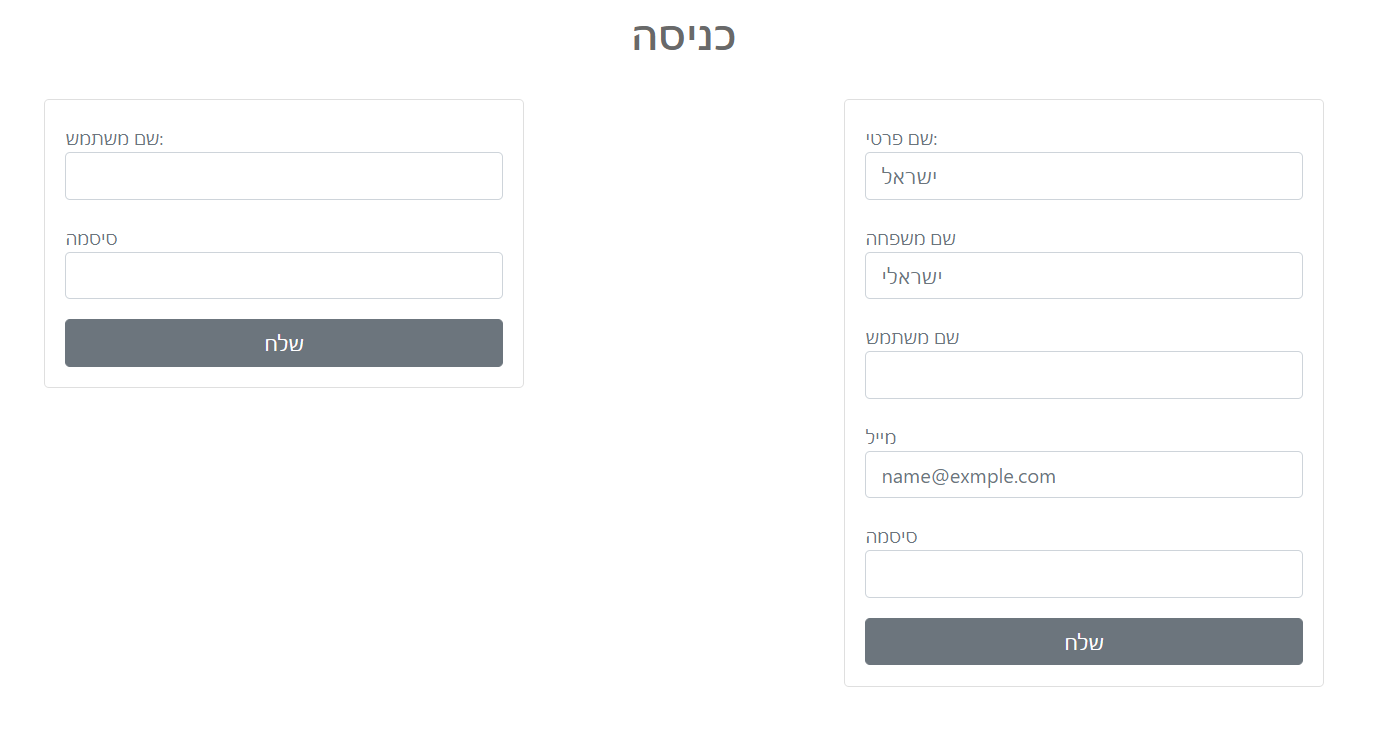 כניסה
שם משתמש:
סיסמה
שלח
שם פרטי:
ישראל
שם משפחה
ישראלי
שם משתמש
מייל
name@exmple.com
סיסמה
שלח